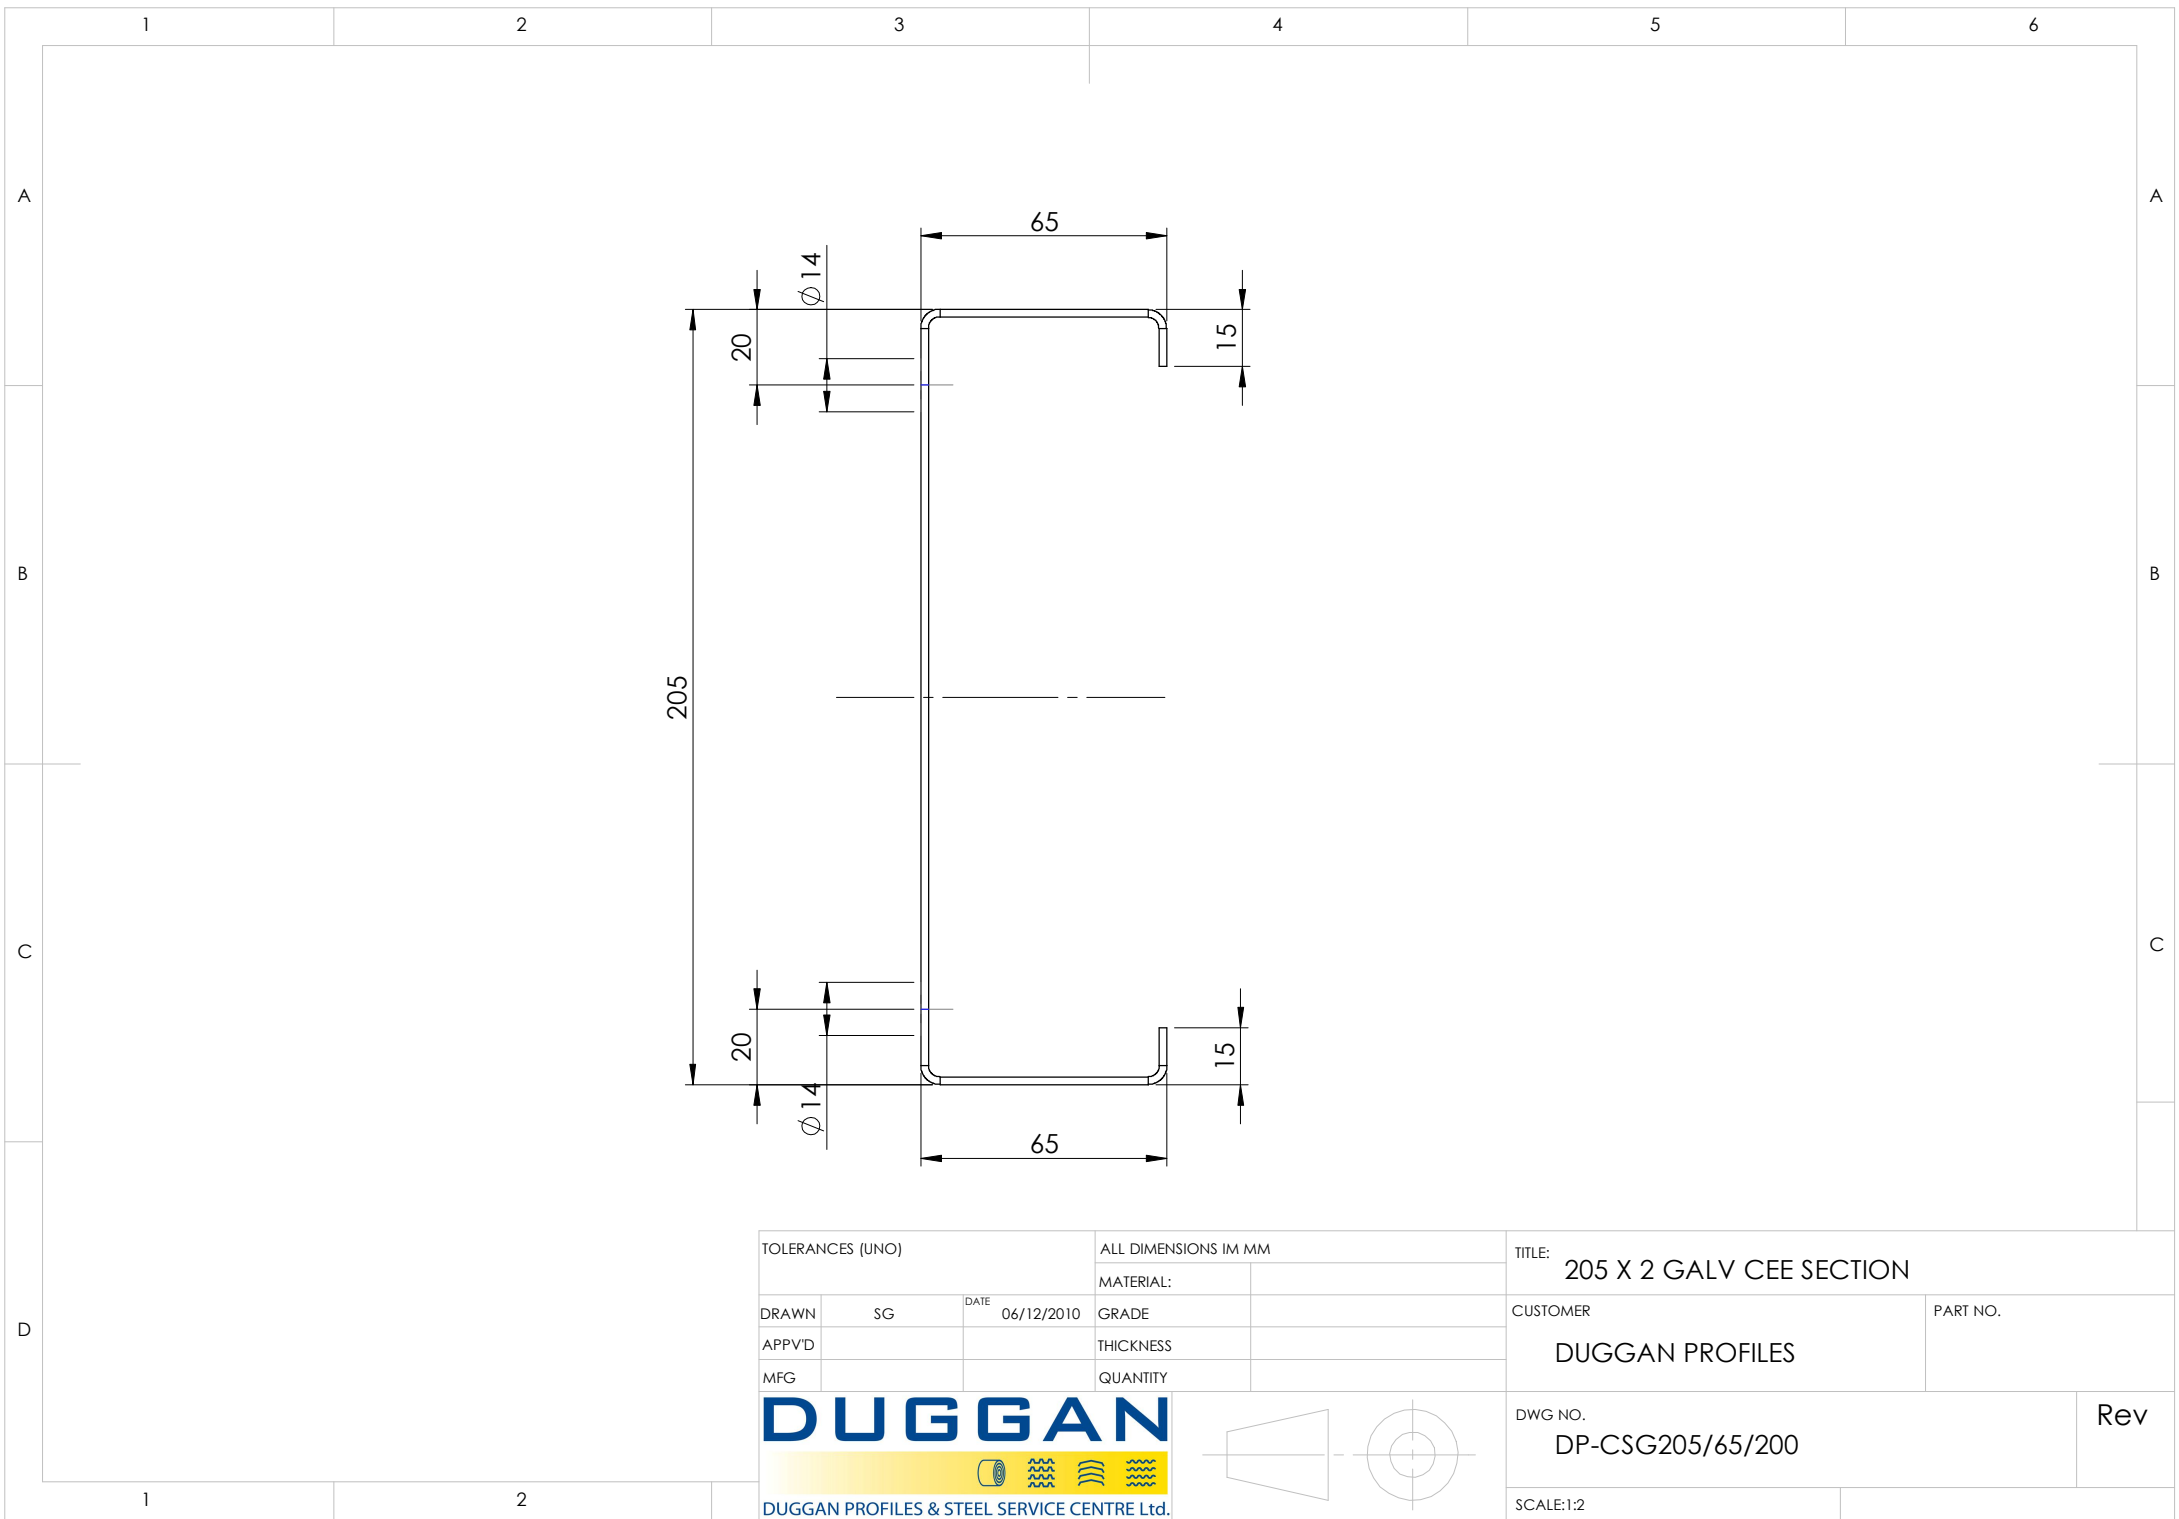 1 2 3 4 5 6
A A
B B
C C
D
65
Ø 14
20
15
205
20
Ø 14
15
65
TOLERANCES (UNO)
ALL DIMENSIONS IM MM
MATERIAL:
DRAWN SG DATE 06/12/2010 GRADE
APPV'D THICKNESS
MFG QUANTITY
TITLE: 205 X 2 GALV CEE SECTION
CUSTOMER
DUGGAN PROFILES
PART NO.
DWG NO.
DP-CSG205/65/200
Rev
SCALE:1:2
DUGGAN
DUGGAN PROFILES & STEEL SERVICE CENTRE Ltd.
1 2